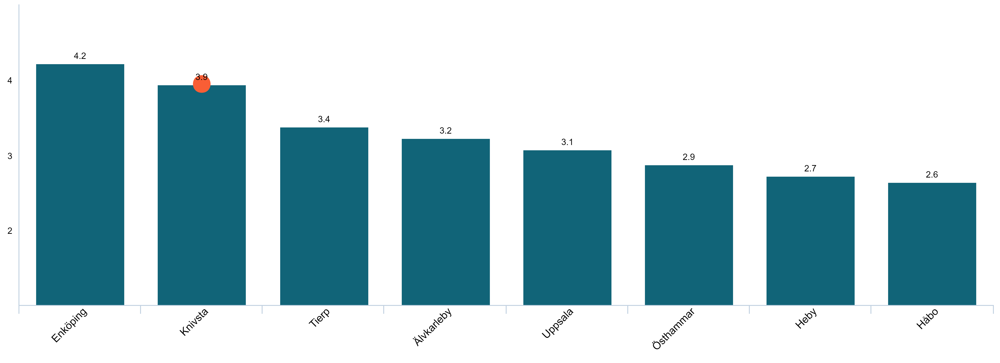 4
3
2
4.2
3.9
3.4
3.2
3.1
2.9
2.7
2.6
Enköping
Knivsta
Tierp
Älvkarleby
Uppsala
Östhammar
Heby
Håbo